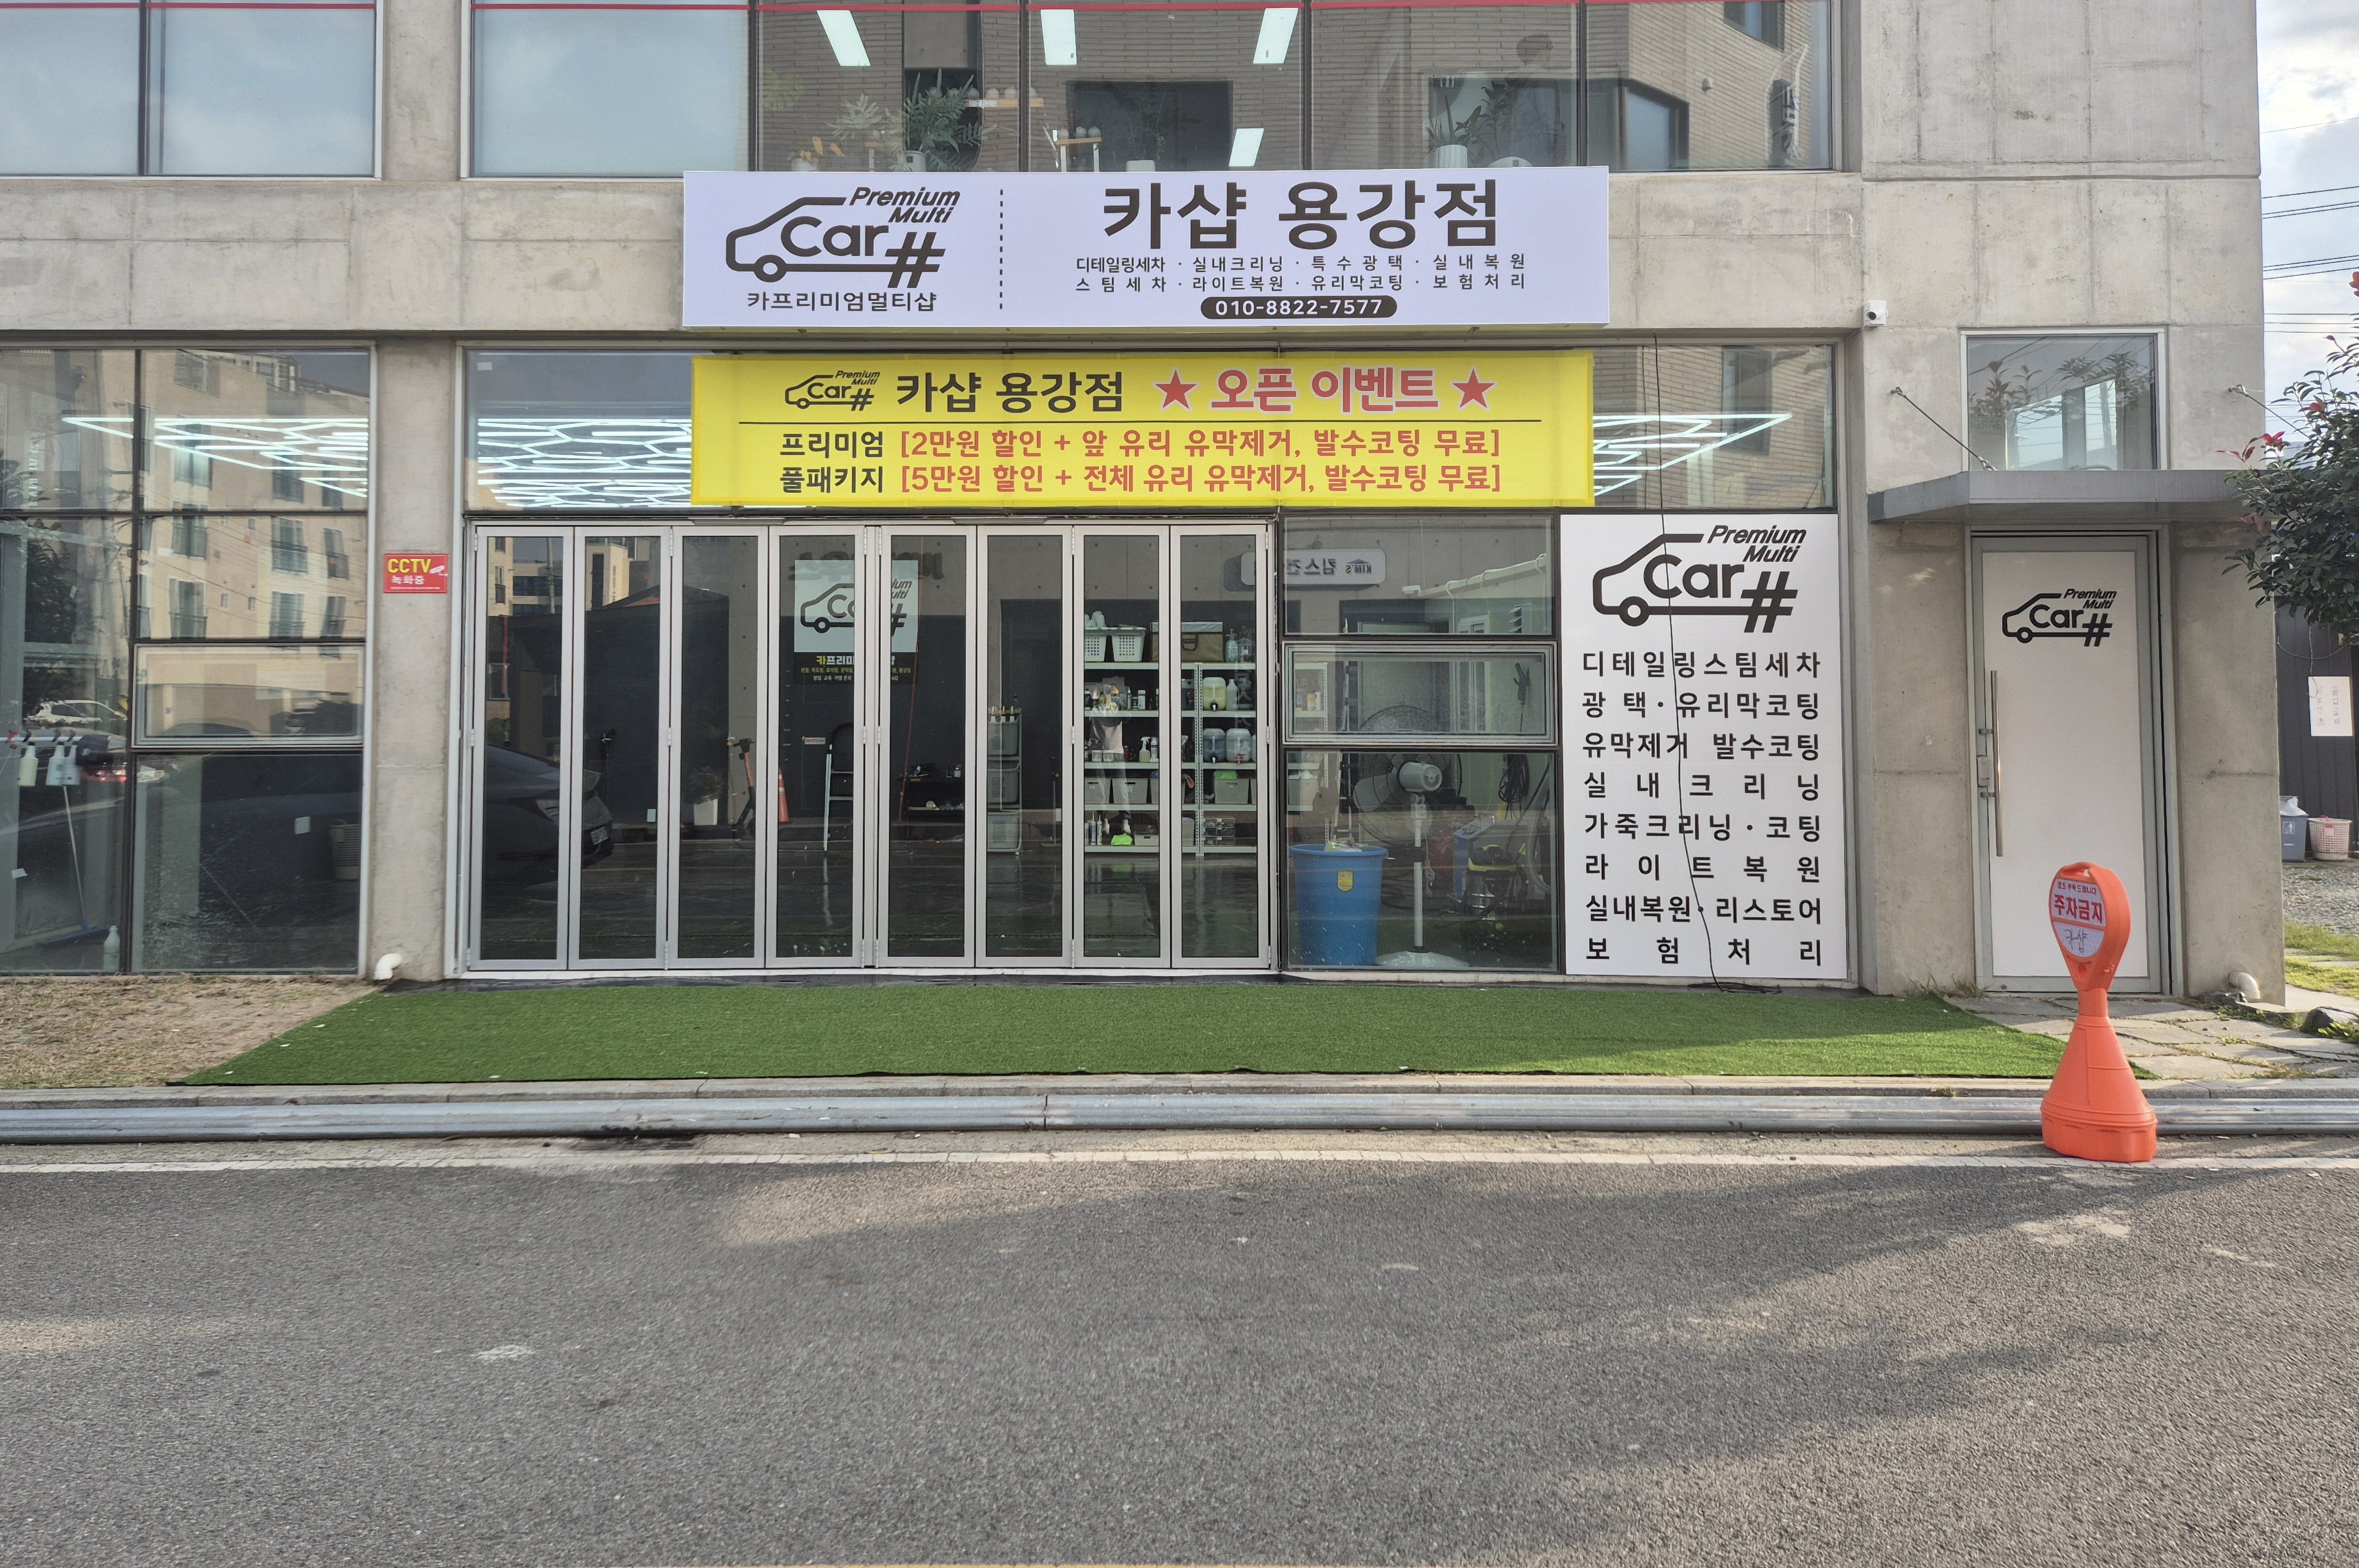 Premium
Multi
Car#
카프리미엄멀티샵
카샵 용강점
디테일링세차 · 실내크리닝 · 특수광택 · 실내복원
스팀세차 · 라이트복원 · 유리막코팅 · 보험처리
010-8822-7577
Premium
Multi
Car#
카샵 용강점 ★ 오픈 이벤트 ★
프리미엄 [2만원 할인 + 앞 유리 유막제거, 발수코팅 무료]
풀패키지 [5만원 할인 + 전체 유리 유막제거, 발수코팅 무료]
CCTV
녹화중
Premium
Multi
Car#
디테일링스팀세차
광택·유리막코팅
유막제거 발수코팅
실내크리닝
가죽크리닝·코팅
라이트복원
실내복원·리스토어
보험처리
Premium
Multi
Car#
주차금지
카샵